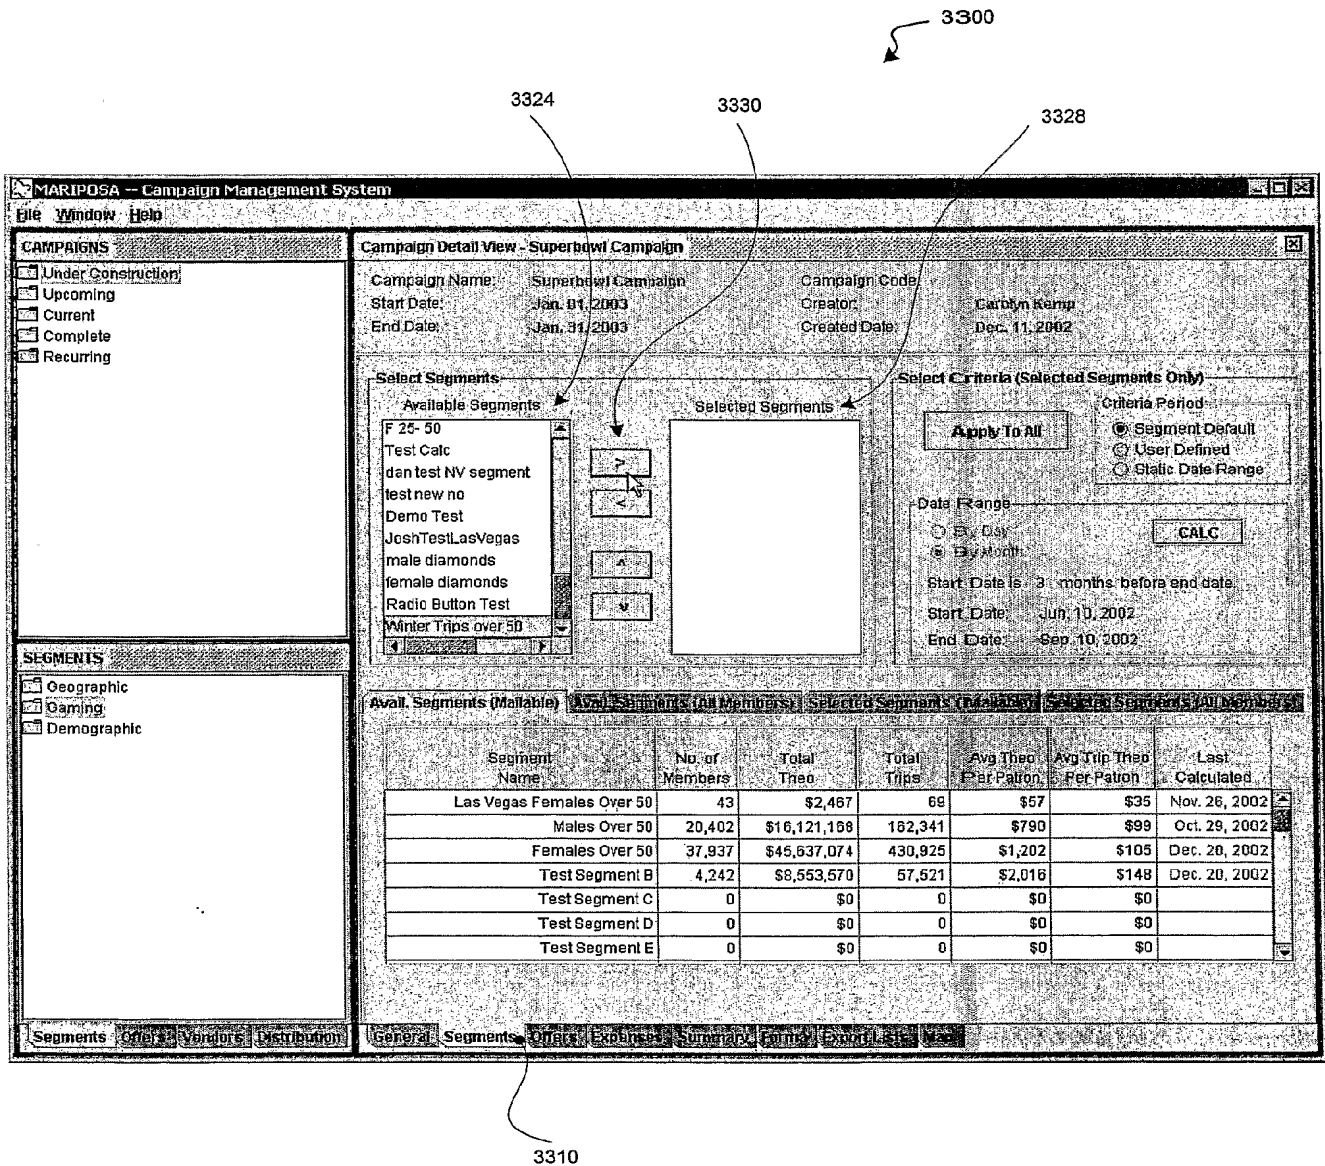 3300
3324
3330
3328
MARIPOSA -- Campaign Management System
File Window Help
CAMPAIGNS
Under Construction
Upcoming
Current
Complete
Recurring
Campaign Detail View - Superbowl Campaign
Campaign Name: Superbowl Campaign Campaign Code:
Start Date: Jan. 01, 2003 Creator: Carolyn Kemp
End Date: Jan. 31, 2003 Created Date: Dec. 11, 2002
Select Segments
Available Segments
F 25- 50
Test Calc
dan test NV segment
test new no
Demo Test
JoshTestLasVegas
male diamonds
female diamonds
Radio Button Test
Winter Trips over 50
>
<
^
v
Selected Segments
Select Criteria (Selected Segments Only)
Apply To All
Criteria Period
Segment Default
User Defined
Static Date Range
Date Range
By Day
By Month
CALC
Start Date is 3 months before end date.
Start Date: Jun. 10, 2002
End Date: Sep. 10, 2002
SEGMENTS
Geographic
Gaming
Demographic
Avail. Segments (Mailable) Avail. Segments (All Members) Selected Segments (Mailable) Selected Segments (All Members)
Segment Name No. of Members Total Theo Total Trips Avg Theo Per Patron Avg Trip Theo Per Patron Last Calculated
Las Vegas Females Over 50 43 $2,467 69 $57 $35 Nov. 26, 2002
Males Over 50 20,402 $16,121,168 162,341 $790 $99 Oct. 29, 2002
Females Over 50 37,937 $45,637,074 430,925 $1,202 $105 Dec. 20, 2002
Test Segment B 4,242 $8,553,570 57,521 $2,016 $148 Dec. 20, 2002
Test Segment C 0 $0 0 $0 $0
Test Segment D 0 $0 0 $0 $0
Test Segment E 0 $0 0 $0 $0
Segments Offers Vendors Distribution
General Segments Offers Expenses Summary Format Export Lists Map
3310